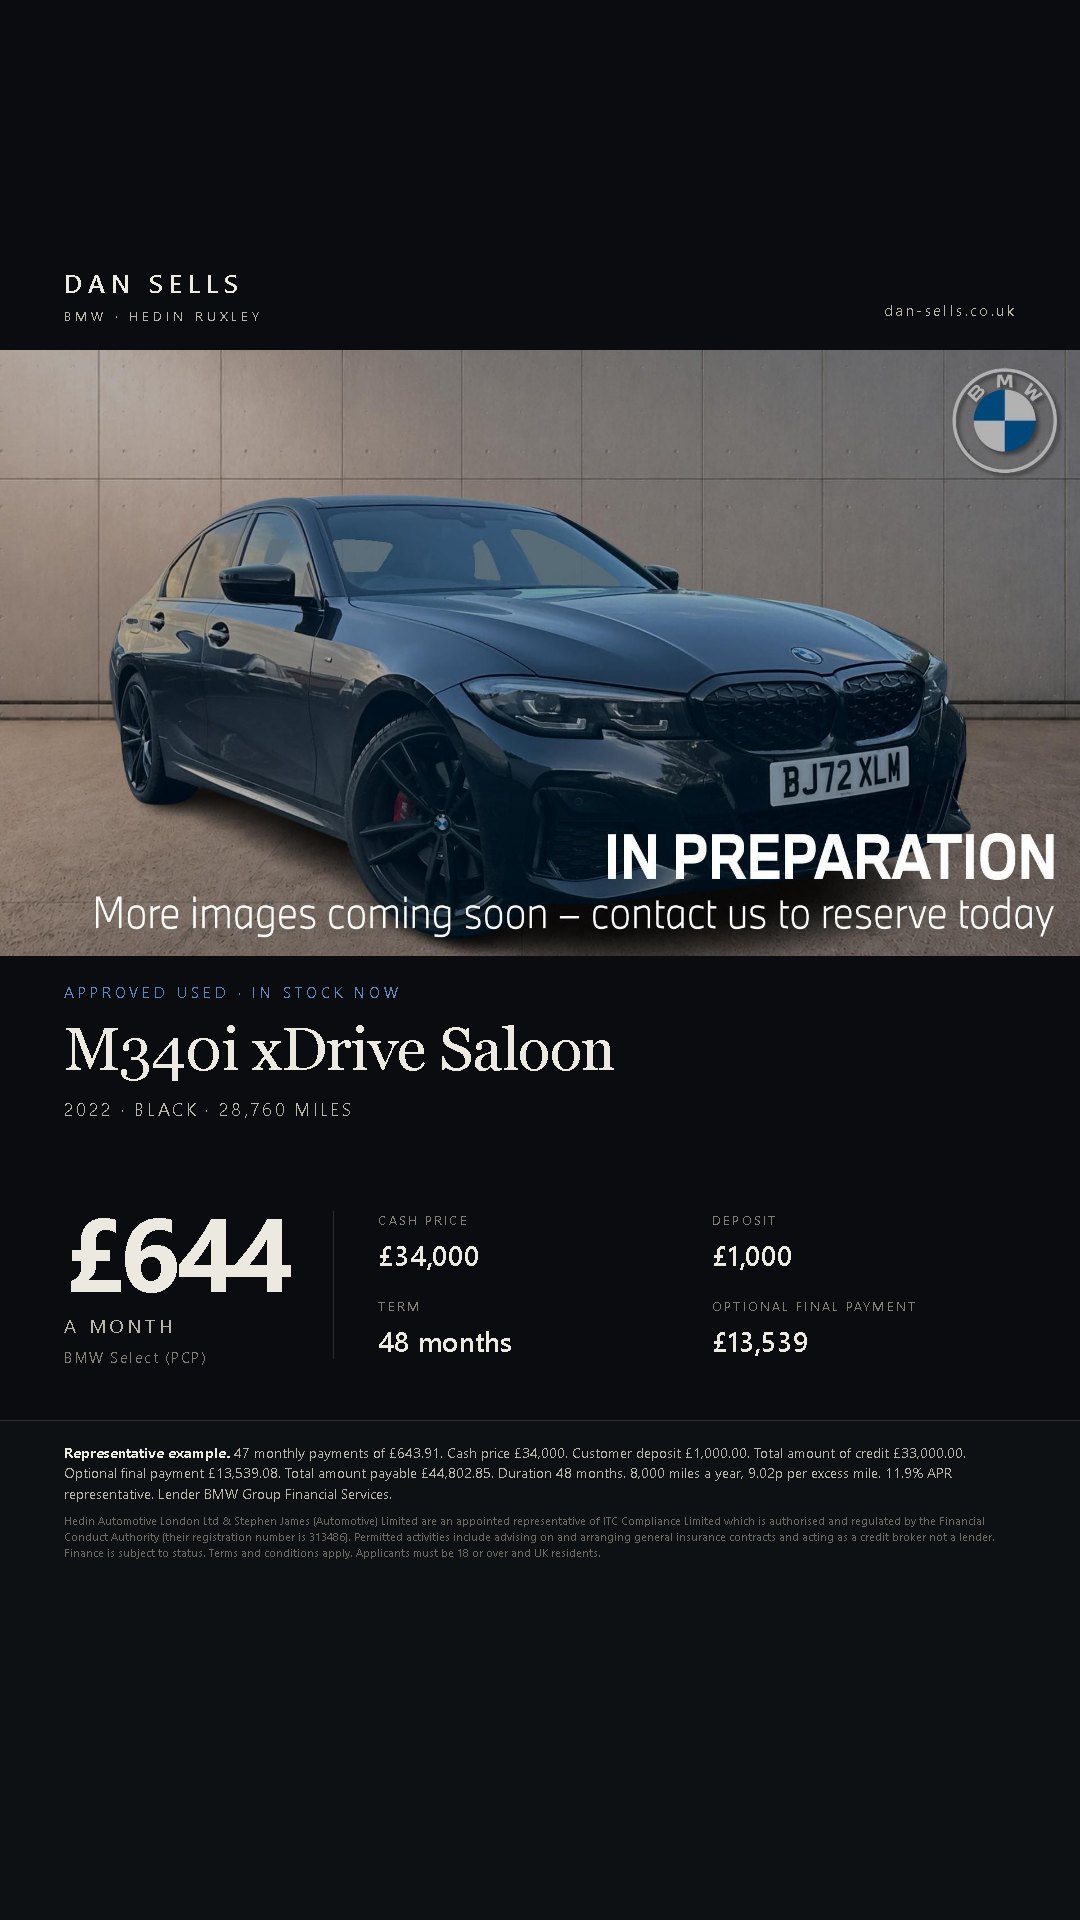 DAN SELLS
BMW · HEDIN RUXLEY
dan-sells.co.uk
BMW
BJ72 XLM
IN PREPARATION
More images coming soon – contact us to reserve today
APPROVED USED · IN STOCK NOW
M340i xDrive Saloon
2022 · BLACK · 28,760 MILES
£644
A MONTH
BMW Select (PCP)
CASH PRICE
£34,000
DEPOSIT
£1,000
TERM
48 months
OPTIONAL FINAL PAYMENT
£13,539
Representative example. 47 monthly payments of £643.91. Cash price £34,000. Customer deposit £1,000.00. Total amount of credit £33,000.00.
Optional final payment £13,539.08. Total amount payable £44,802.85. Duration 48 months. 8,000 miles a year, 9.02p per excess mile. 11.9% APR
representative. Lender BMW Group Financial Services.
Hedin Automotive London Ltd & Stephen James (Automotive) Limited are an appointed representative of ITC Compliance Limited which is authorised and regulated by the Financial
Conduct Authority (their registration number is 313486). Permitted activities include advising on and arranging general insurance contracts and acting as a credit broker not a lender.
Finance is subject to status. Terms and conditions apply. Applicants must be 18 or over and UK residents.